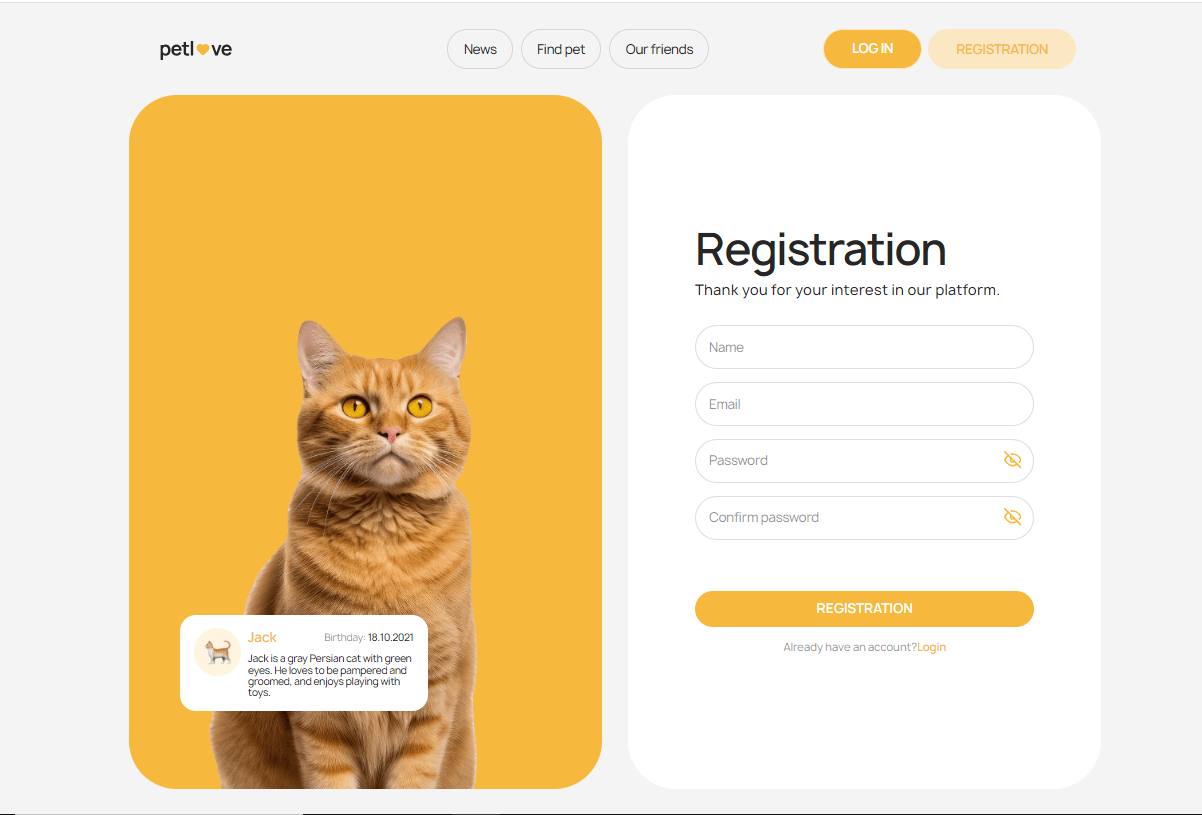 petl ve
News
Find pet
Our friends
LOG IN
REGISTRATION
Jack
Birthday: 18.10.2021
Jack is a gray Persian cat with green
eyes. He loves to be pampered and
groomed, and enjoys playing with
toys.
Registration
Thank you for your interest in our platform.
Name
Email
Password
Confirm password
REGISTRATION
Already have an account?Login